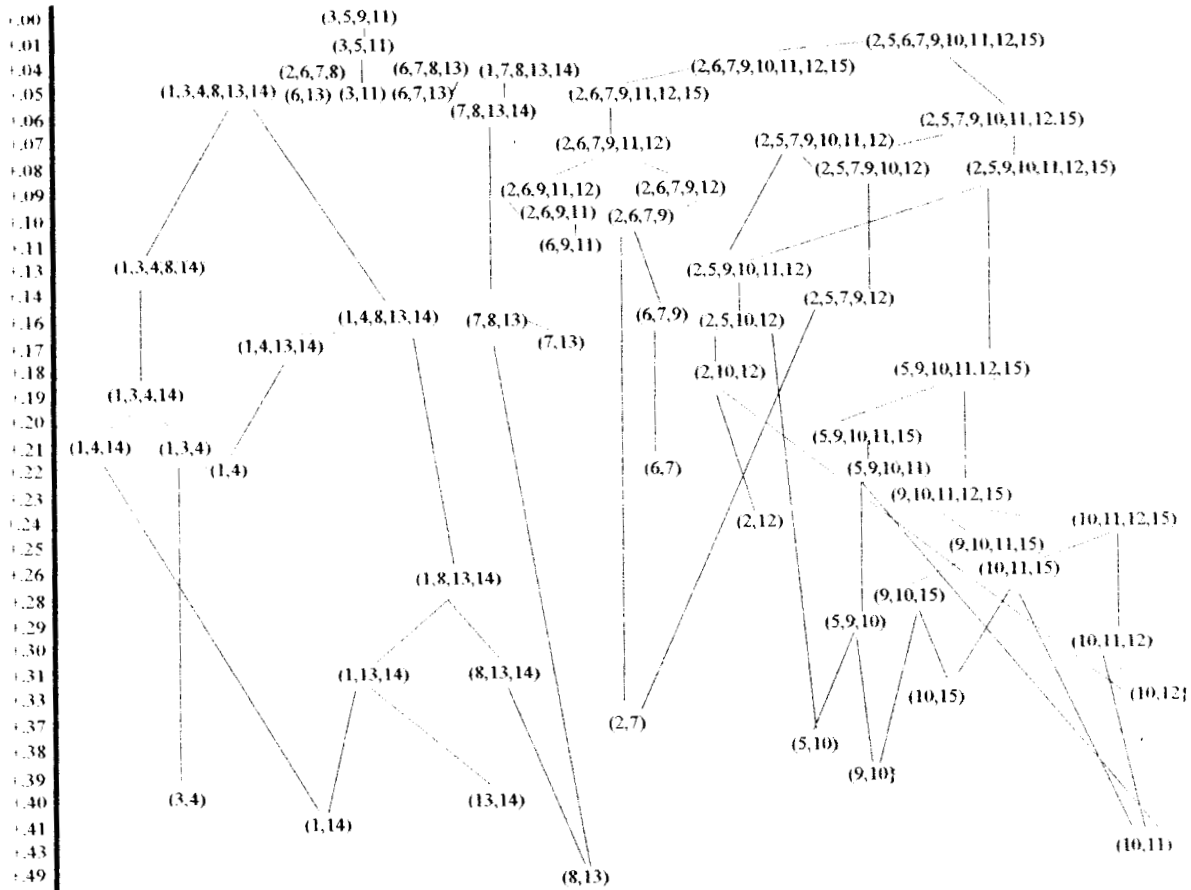 .00 (3,5,9,11)
.01 (3,5,11) (2,5,6,7,9,10,11,12,15)
.04 (2,6,7,8) (6,7,8,13) (1,7,8,13,14) (2,6,7,9,10,11,12,15)
.05 (1,3,4,8,13,14) (6,13) (3,11) (6,7,13) (2,6,7,9,11,12,15)
.06 (7,8,13,14) (2,5,7,9,10,11,12,15)
.07 (2,6,7,9,11,12) (2,5,7,9,10,11,12)
.08 (2,5,7,9,10,12) (2,5,9,10,11,12,15)
.09 (2,6,9,11,12) (2,6,7,9,12)
.10 (2,6,9,11) (2,6,7,9)
.11 (6,9,11)
.13 (1,3,4,8,14) (2,5,9,10,11,12)
.14 (2,5,7,9,12)
.16 (1,4,8,13,14) (7,8,13) (6,7,9) (2,5,10,12)
.17 (1,4,13,14) (7,13)
.18 (2,10,12) (5,9,10,11,12,15)
.19 (1,3,4,14)
.20 (5,9,10,11,15)
.21 (1,4,14) (1,3,4)
.22 (1,4) (6,7) (5,9,10,11)
.23 (9,10,11,12,15)
.24 (2,12) (10,11,12,15)
.25 (9,10,11,15)
.26 (1,8,13,14) (10,11,15)
.28 (9,10,15)
.29 (5,9,10)
.30 (10,11,12)
.31 (1,13,14) (8,13,14)
.33 (10,15) (10,12}
.37 (2,7)
.38 (5,10)
.39 (9,10}
.40 (3,4) (13,14)
.41 (1,14)
.43 (10,11)
.49 (8,13)